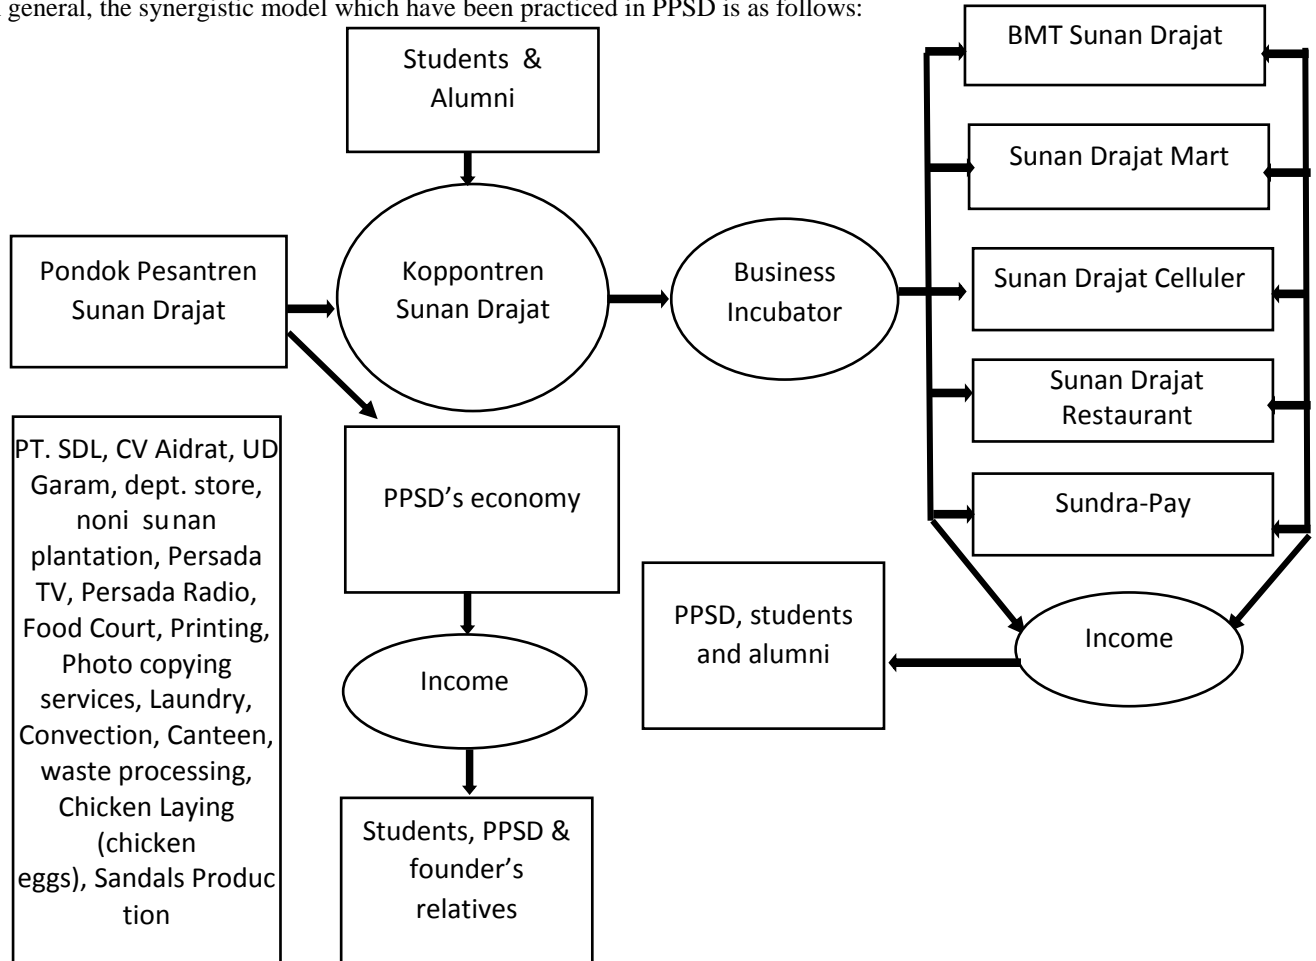 general, the synergistic model which have been practiced in PPSD is as follows:
Students &
Alumni
BMT Sunan Drajat
Sunan Drajat Mart
Pondok Pesantren
Sunan Drajat
Koppontren
Sunan Drajat
Business
Incubator
Sunan Drajat Celluler
Sunan Drajat
Restaurant
Sundra-Pay
PT. SDL, CV Aidrat, UD
Garam, dept. store,
noni sunan
plantation, Persada
TV, Persada Radio,
Food Court, Printing,
Photo copying
services, Laundry,
Convection, Canteen,
waste processing,
Chicken Laying
(chicken
eggs), Sandals Produc
tion
PPSD’s economy
Income
Students, PPSD &
founder’s
relatives
PPSD, students
and alumni
Income